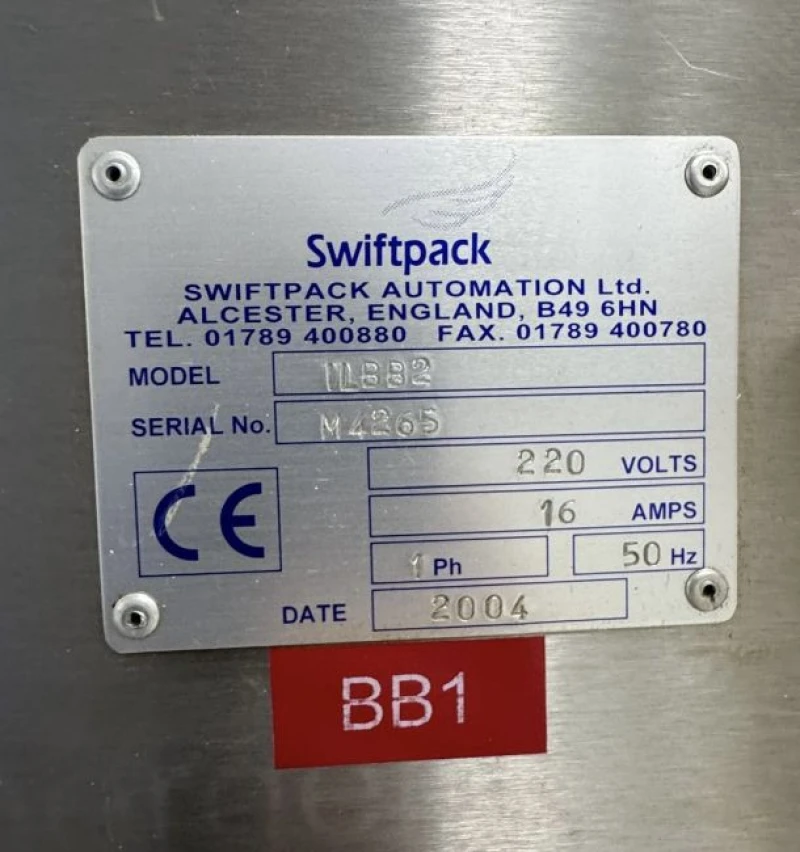 Swiftpack
SWIFTPACK AUTOMATION Ltd.
ALCESTER, ENGLAND, B49 6HN
TEL. 01789 400880 FAX. 01789 400780
MODEL ILBB2
SERIAL No. M4265
220 VOLTS
CE
16 AMPS
1 Ph 50 Hz
DATE 2004
BB1